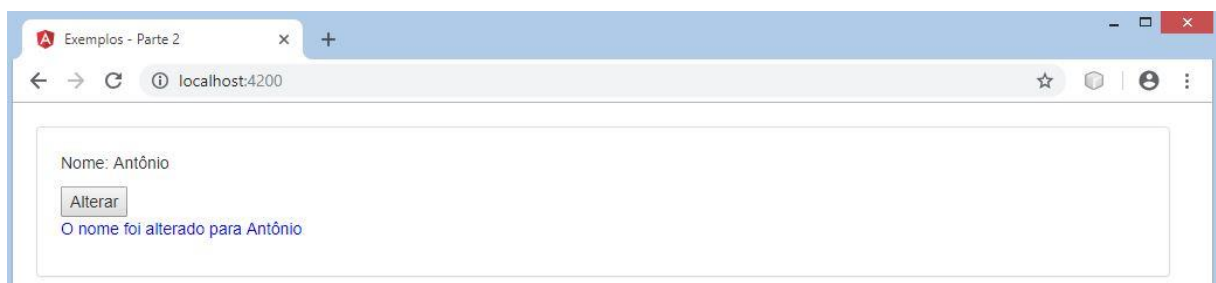 Exemplos - Parte 2
localhost:4200
Nome: Antônio
Alterar
O nome foi alterado para Antônio